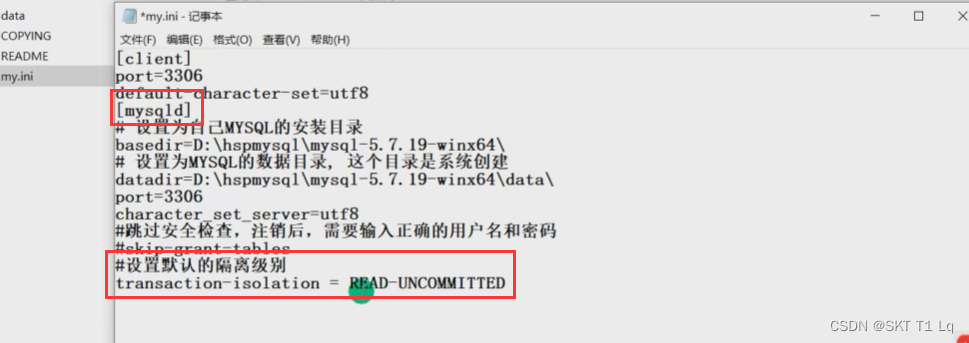 data
COPYING
README
my.ini
*my.ini - 记事本
文件(F) 编辑(E) 格式(O) 查看(V) 帮助(H)
[client]
port=3306
default-character-set=utf8
[mysqld]
# 设置为自己MYSQL的安装目录
basedir=D:\hspmysql\mysql-5.7.19-winx64\
# 设置为MYSQL的数据目录, 这个目录是系统创建
datadir=D:\hspmysql\mysql-5.7.19-winx64\data\
port=3306
character_set_server=utf8
#跳过安全检查，注销后，需要输入正确的用户名和密码
#skip-grant-tables
#设置默认的隔离级别
transaction-isolation = READ-UNCOMMITTED
CSDN @SKT T1 Lq